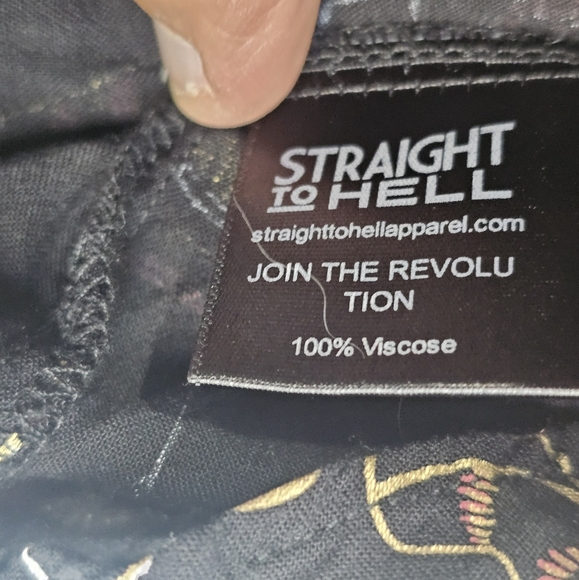 STRAIGHT
TO HELL
straighttohellapparel.com
JOIN THE REVOLU
TION
100% Viscose